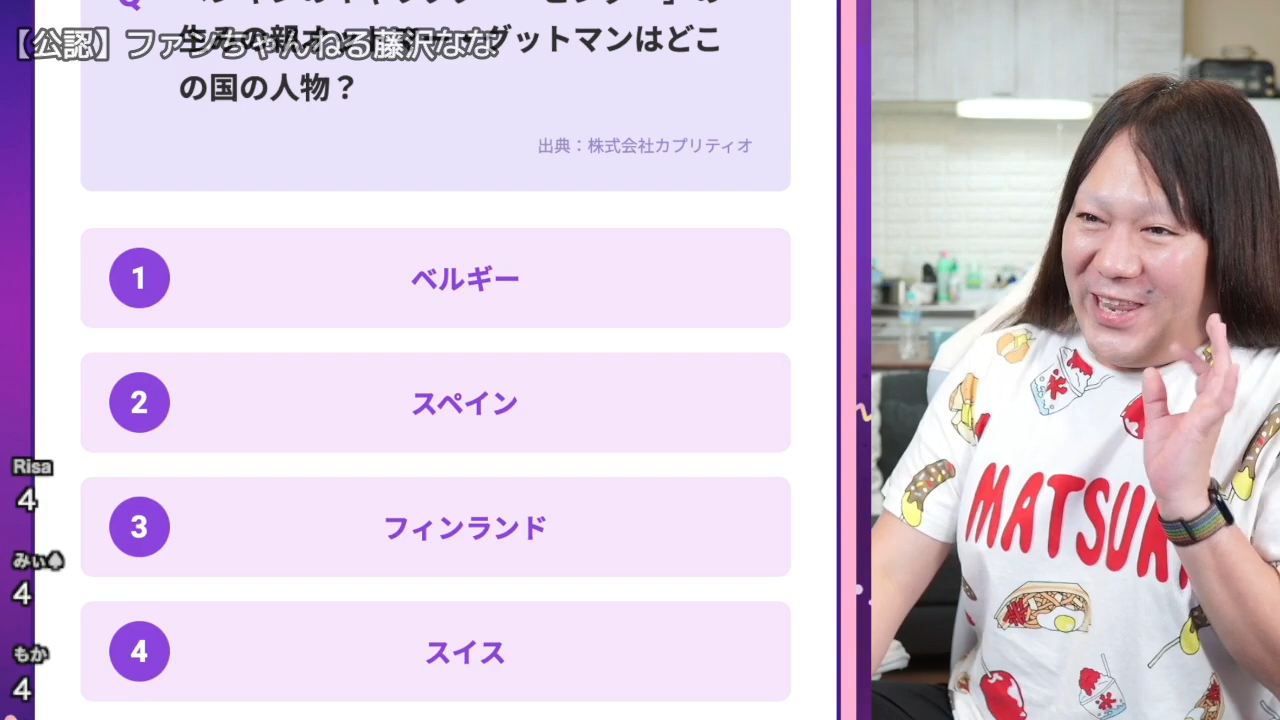 【公認】ファンちゃんねる藤沢なな
グットマンはどこ
の国の人物？
出典：株式会社カプリティオ
1 ベルギー
2 スペイン
3 フィンランド
4 スイス
Risa
4
みぃ♠
4
もか
4
MATSURI